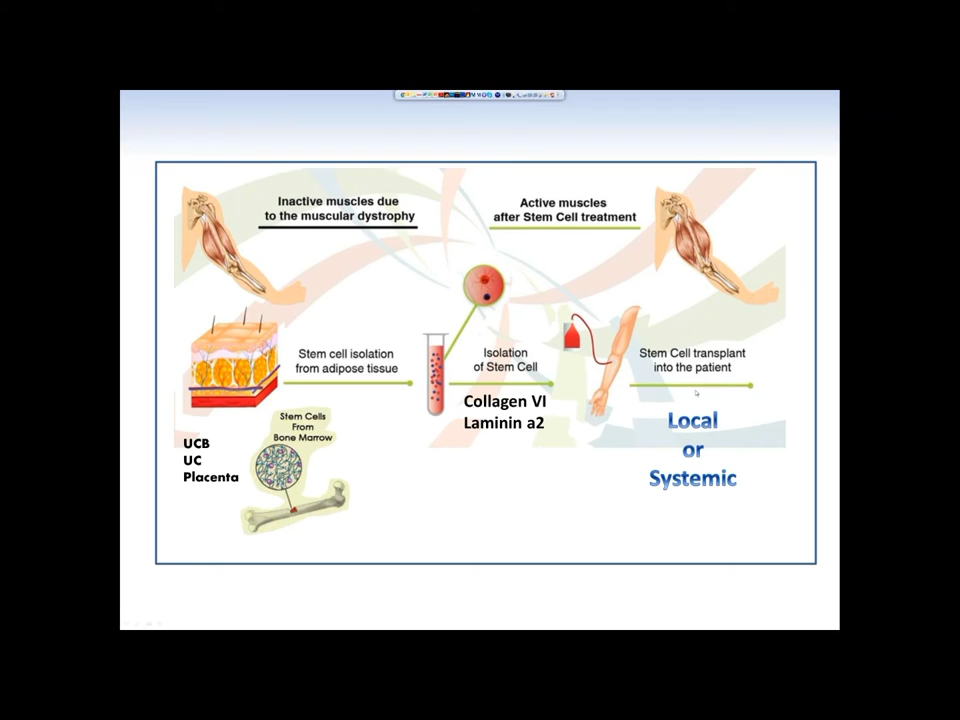 Inactive muscles due
to the muscular dystrophy
Active muscles
after Stem Cell treatment
Stem cell isolation
from adipose tissue
Isolation
of Stem Cell
Stem Cell transplant
into the patient
Collagen VI
Laminin a2
Local
or
Systemic
Stem Cells
From
Bone Marrow
UCB
UC
Placenta